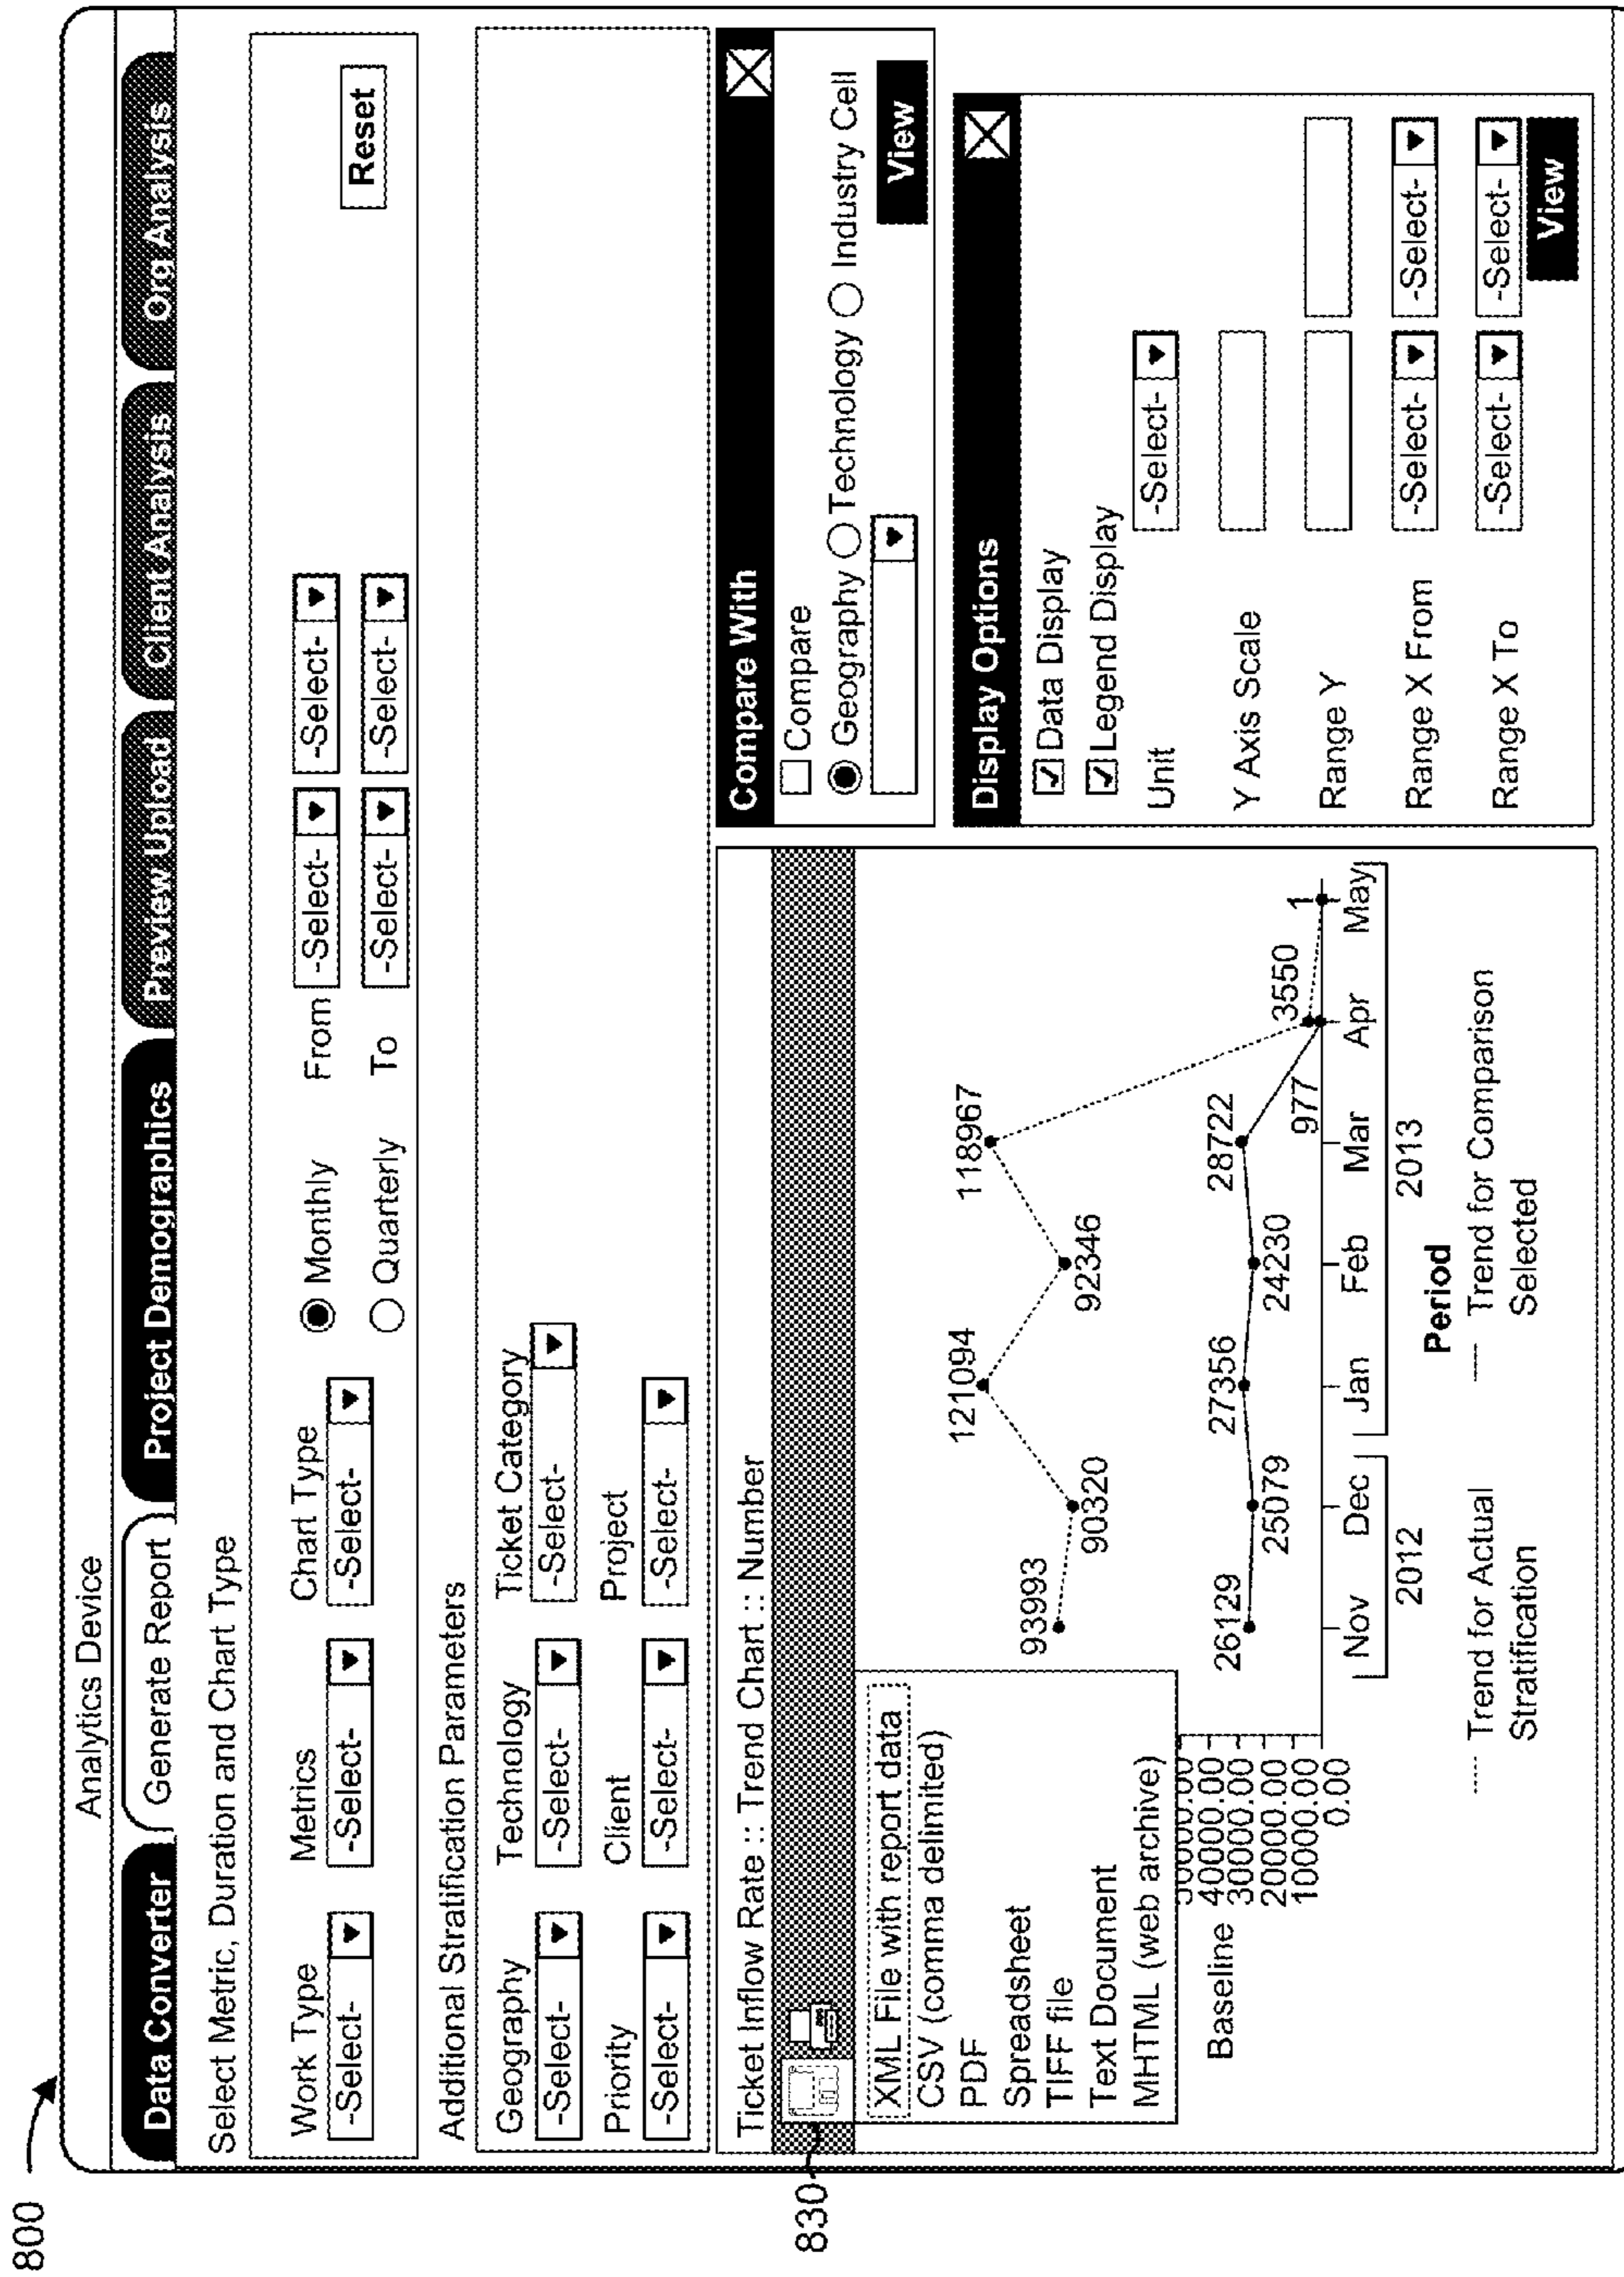 800
Analytics Device
Data Converter
Generate Report
Project Demographics
Preview Upload
Client Analysis
Org Analysis
Select Metric, Duration and Chart Type
Work Type
-Select-
Metrics
-Select-
Chart Type
-Select-
Monthly
Quarterly
From
-Select-
-Select-
To
-Select-
-Select-
Reset
Additional Stratification Parameters
Geography
-Select-
Technology
-Select-
Ticket Category
-Select-
Priority
-Select-
Client
-Select-
Project
-Select-
Ticket Inflow Rate :: Trend Chart :: Number
830
XML File with report data
CSV (comma delimited)
PDF
Spreadsheet
TIFF file
Text Document
MHTML (web archive)
Baseline
50000.00
40000.00
30000.00
20000.00
10000.00
0.00
93993
90320
121094
92346
118967
3550
1
26129
25079
27356
24230
28722
977
Nov
Dec
Jan
Feb
Mar
Apr
May
2012
2013
Period
Trend for Actual
Stratification
Trend for Comparison
Selected
Compare With
Compare
Geography
Technology
Industry Cell
View
Display Options
Data Display
Legend Display
Unit
-Select-
Y Axis Scale
Range Y
Range X From
-Select-
-Select-
Range X To
-Select-
-Select-
View